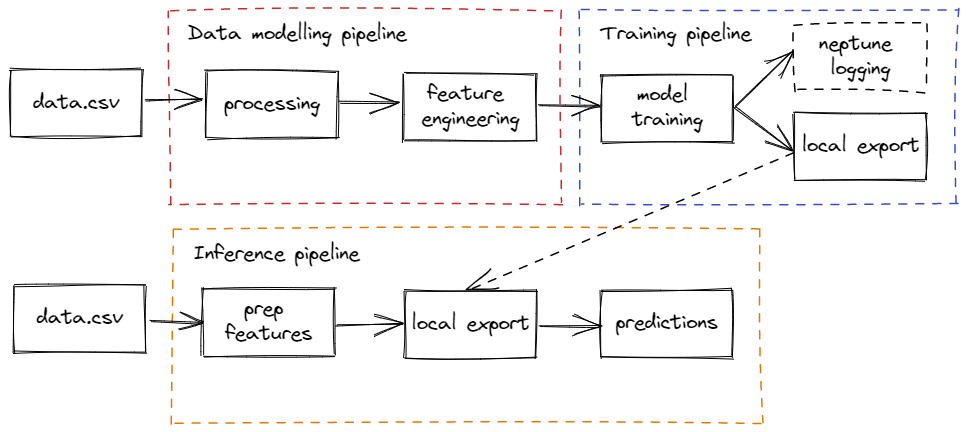 Data modelling pipeline
Training pipeline
data.csv
processing
feature
engineering
model
training
neptune
logging
local export
Inference pipeline
data.csv
prep
features
local export
predictions